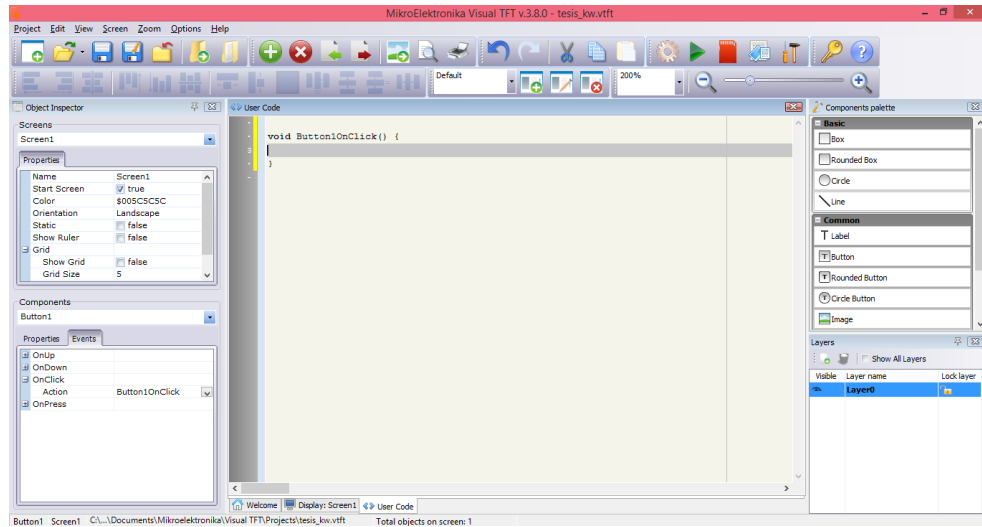 MikroElektronika Visual TFT v.3.8.0 - tesis_kw.vtft
Project Edit View Screen Zoom Options Help
Default
200%
Object Inspector
Screens
Screen1
Properties
Name Screen1
Start Screen true
Color $005C5C5C
Orientation Landscape
Static false
Show Ruler false
Grid
Show Grid false
Grid Size 5
Components
Button1
Properties Events
OnUp
OnDown
OnClick
Action Button1OnClick
OnPress
User Code
void Button1OnClick() {
3
}
Welcome Display: Screen1 User Code
Components palette
Basic
Box
Rounded Box
Circle
Line
Common
T Label
T Button
T Rounded Button
T Circle Button
Image
Layers
Show All Layers
Visible Layer name Lock layer
Layer0
Button1 Screen1 C:\...\Documents\Mikroelektronika\Visual TFT\Projects\tesis_kw.vtft Total objects on screen: 1